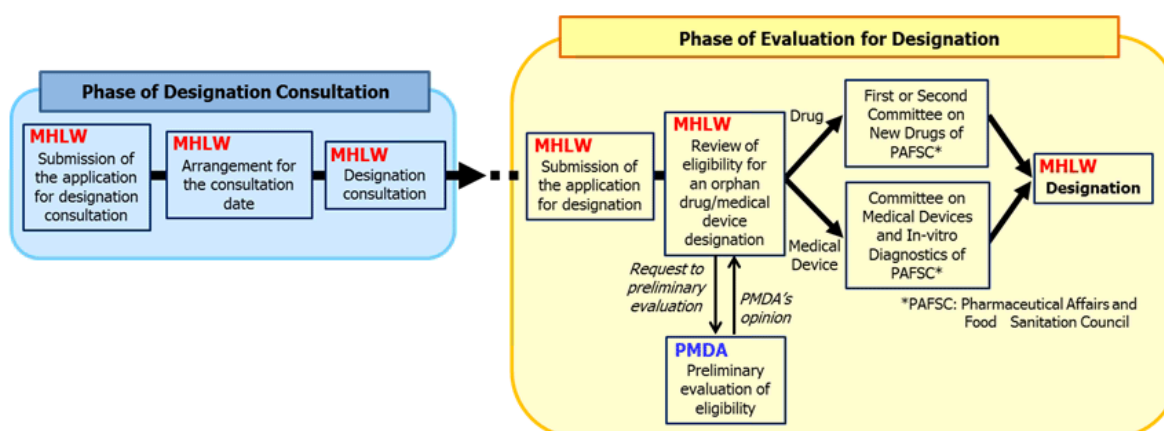 Phase of Designation Consultation
MHLW
Submission of
the application
for designation
consultation
MHLW
Arrangement for
the consultation
date
MHLW
Designation
consultation
Phase of Evaluation for Designation
MHLW
Submission of
the application
for designation
MHLW
Review of
eligibility for
an orphan
drug/medical
device
designation
Drug
Medical
Device
First or Second
Committee on
New Drugs of
PAFSC*
Committee on
Medical Devices
and In-vitro
Diagnostics of
PAFSC*
MHLW
Designation
Request to
preliminary
evaluation
PMDA's
opinion
PMDA
Preliminary
evaluation of
eligibility
*PAFSC: Pharmaceutical Affairs and
Food Sanitation Council